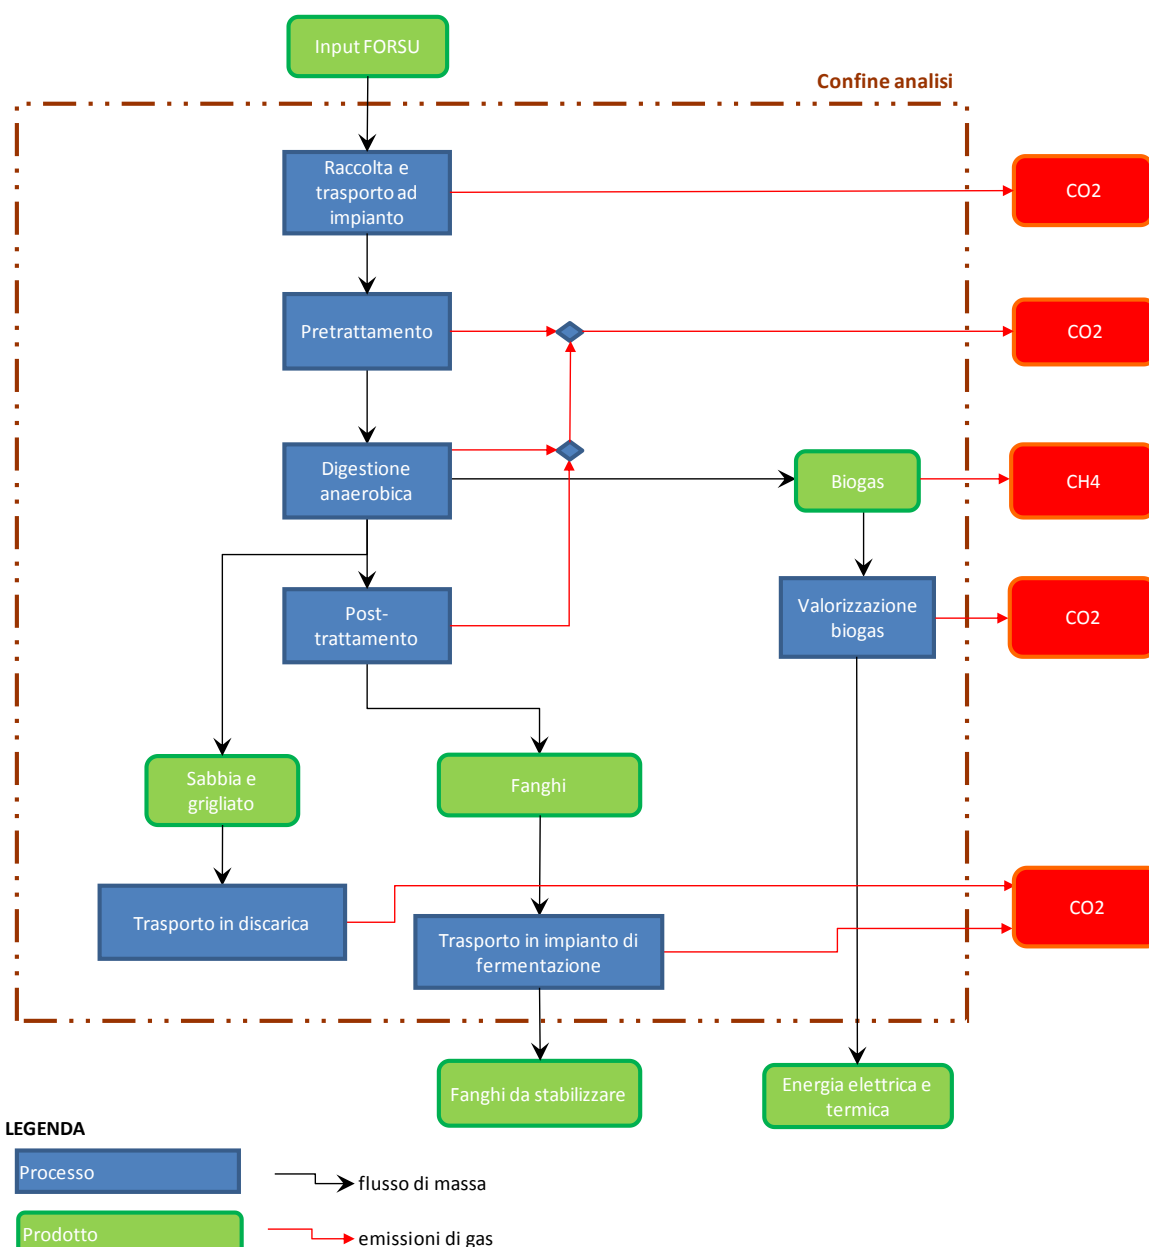 Input FORSU
Confine analisi
Raccolta e
trasporto ad
impianto
CO2
Pretrattamento
CO2
Digestione
anaerobica
Biogas
CH4
Post-
trattamento
Valorizzazione
biogas
CO2
Sabbia e
grigliato
Fanghi
Trasporto in discarica
Trasporto in impianto di
fermentazione
CO2
Fanghi da stabilizzare
Energia elettrica e
termica
LEGENDA
Processo
flusso di massa
Prodotto
emissioni di gas